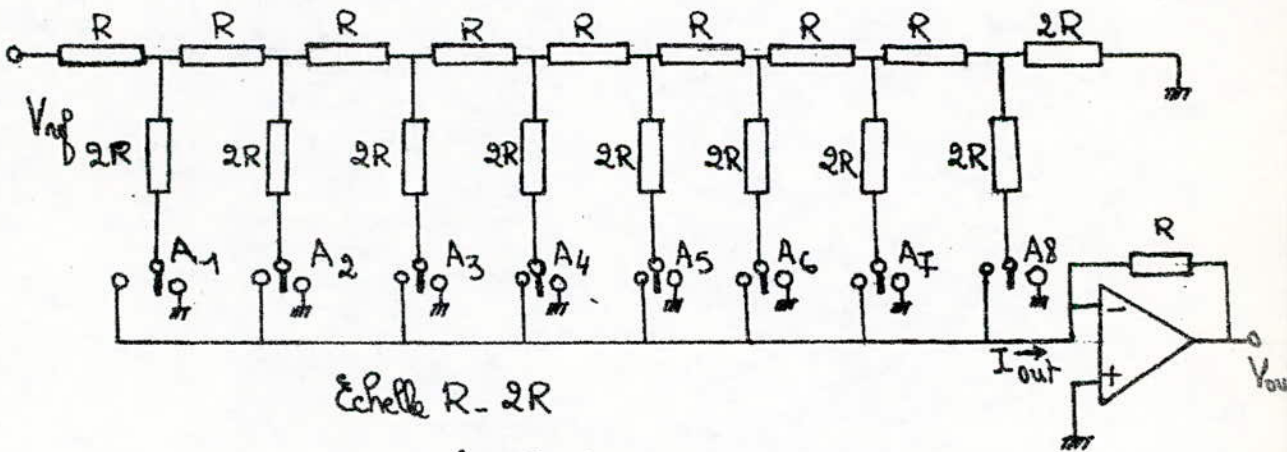 R R R R R R R R 2R
Vref 2R 2R 2R 2R 2R 2R 2R 2R
A1 A2 A3 A4 A5 A6 A7 A8 R
-
Iout
+
Vou
Échelle R-2R